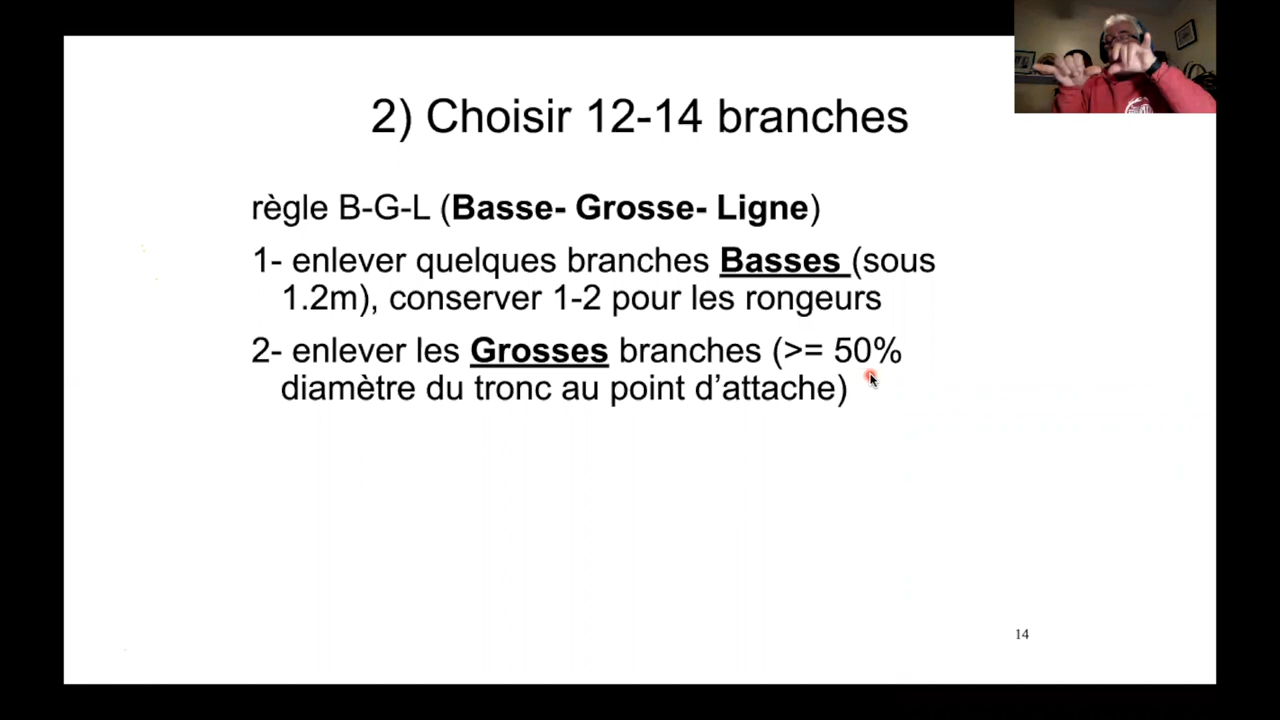 2) Choisir 12-14 branches
règle B-G-L (Basse- Grosse- Ligne)
1- enlever quelques branches Basses (sous
1.2m), conserver 1-2 pour les rongeurs
2- enlever les Grosses branches (>= 50%
diamètre du tronc au point d’attache)
14